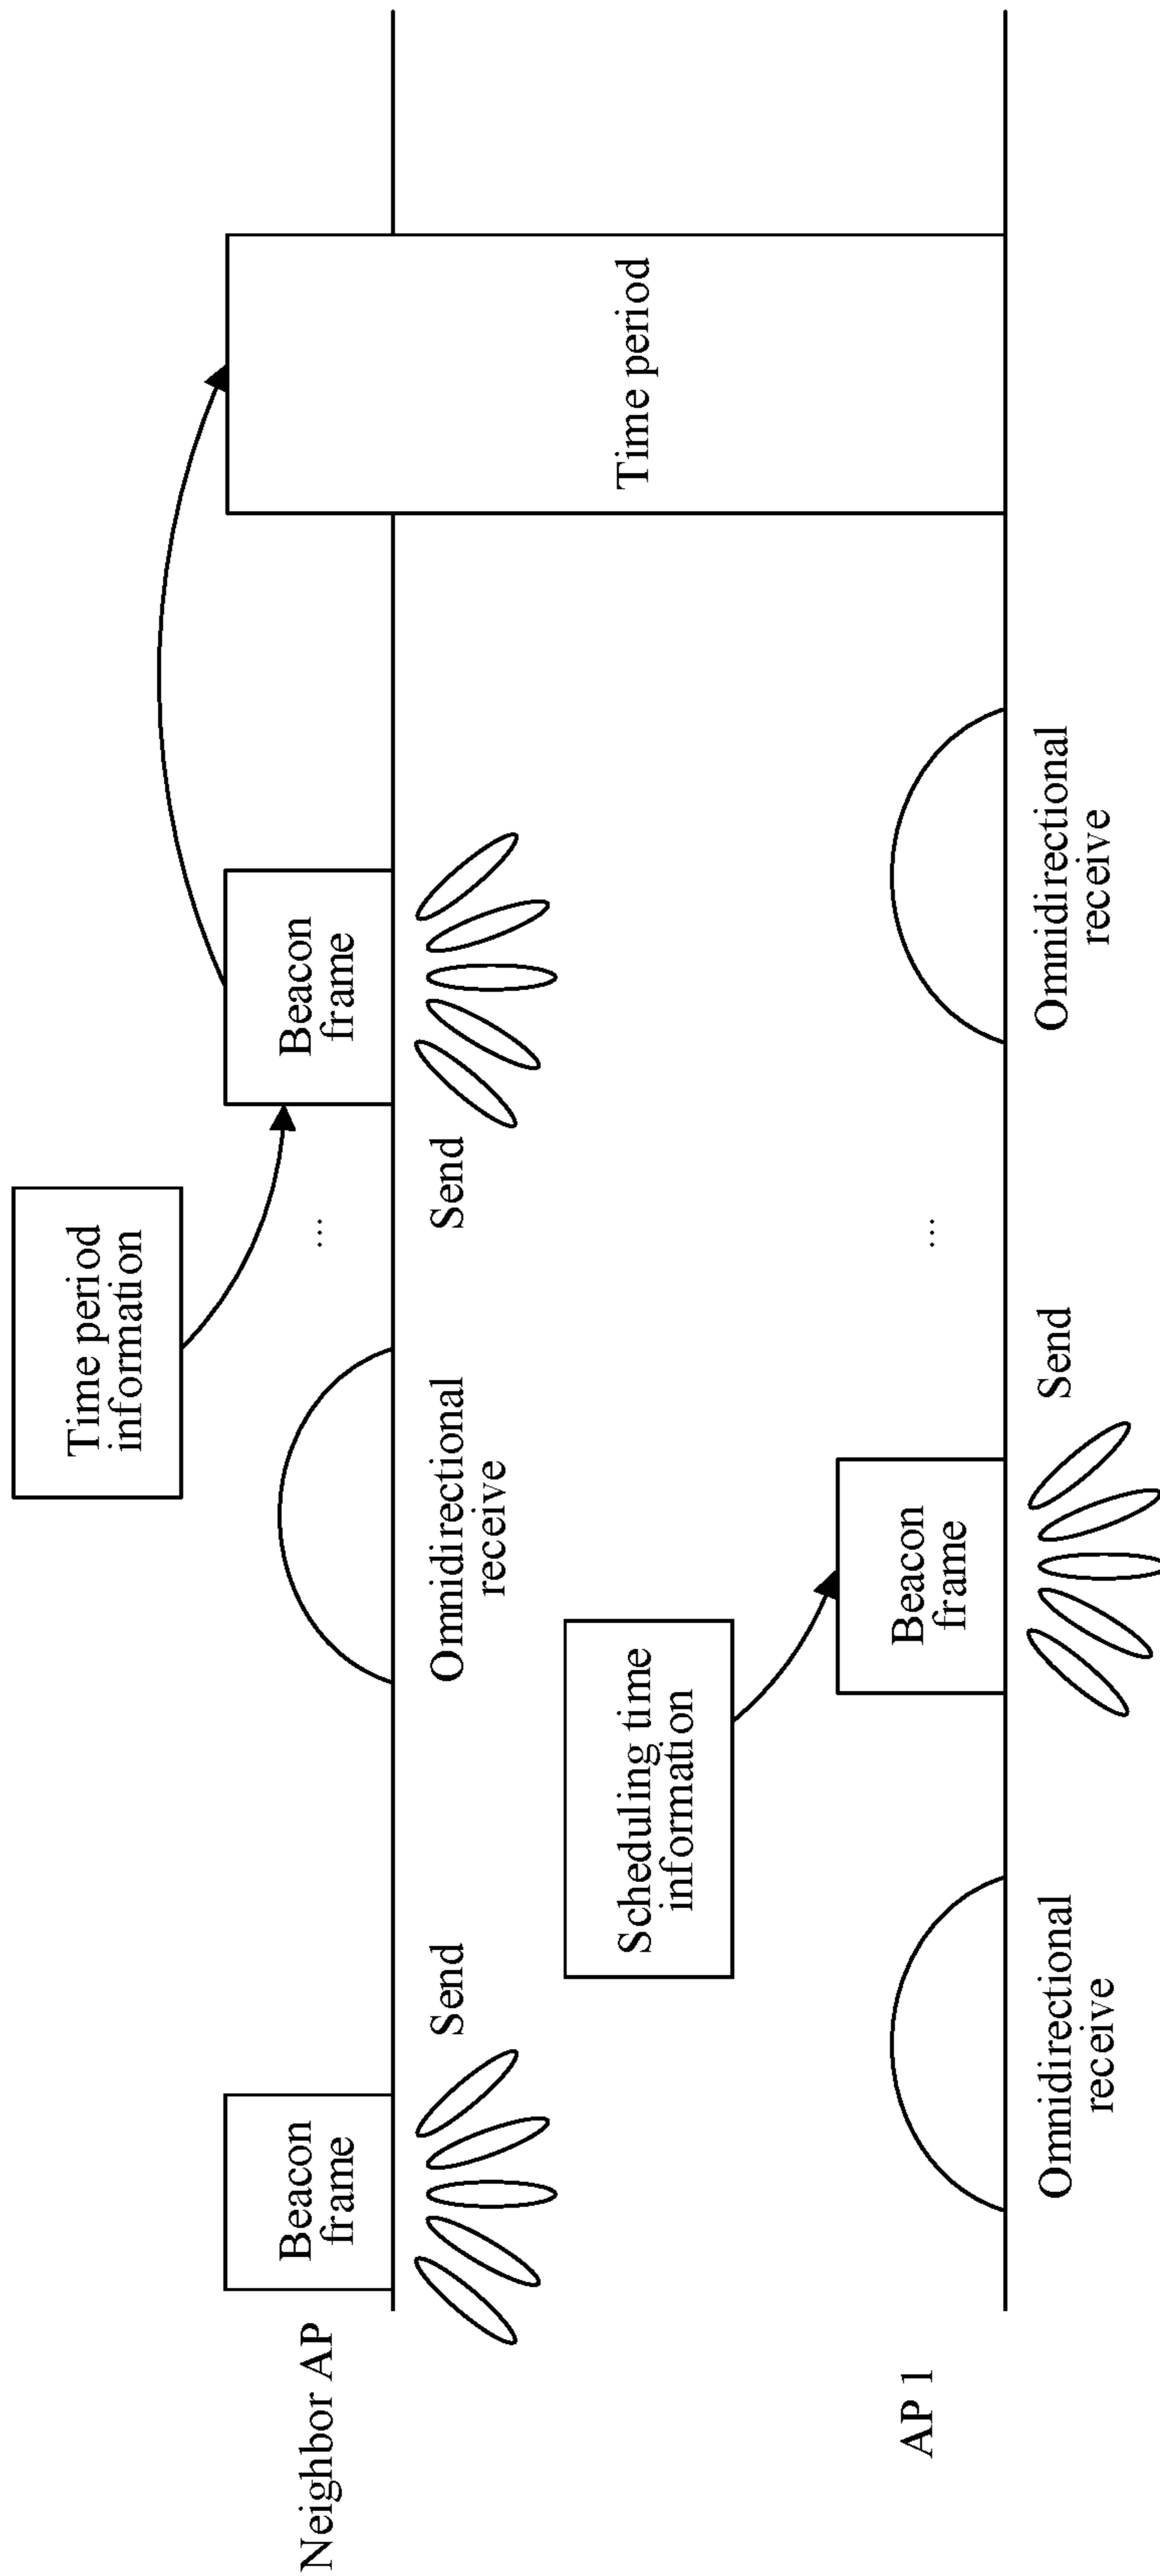 Time period
information
Neighbor AP
Beacon
frame
Send
Omnidirectional
receive
...
Send
Beacon
frame
Time period
Scheduling time
information
AP 1
Omnidirectional
receive
Beacon
frame
Send
...
Omnidirectional
receive